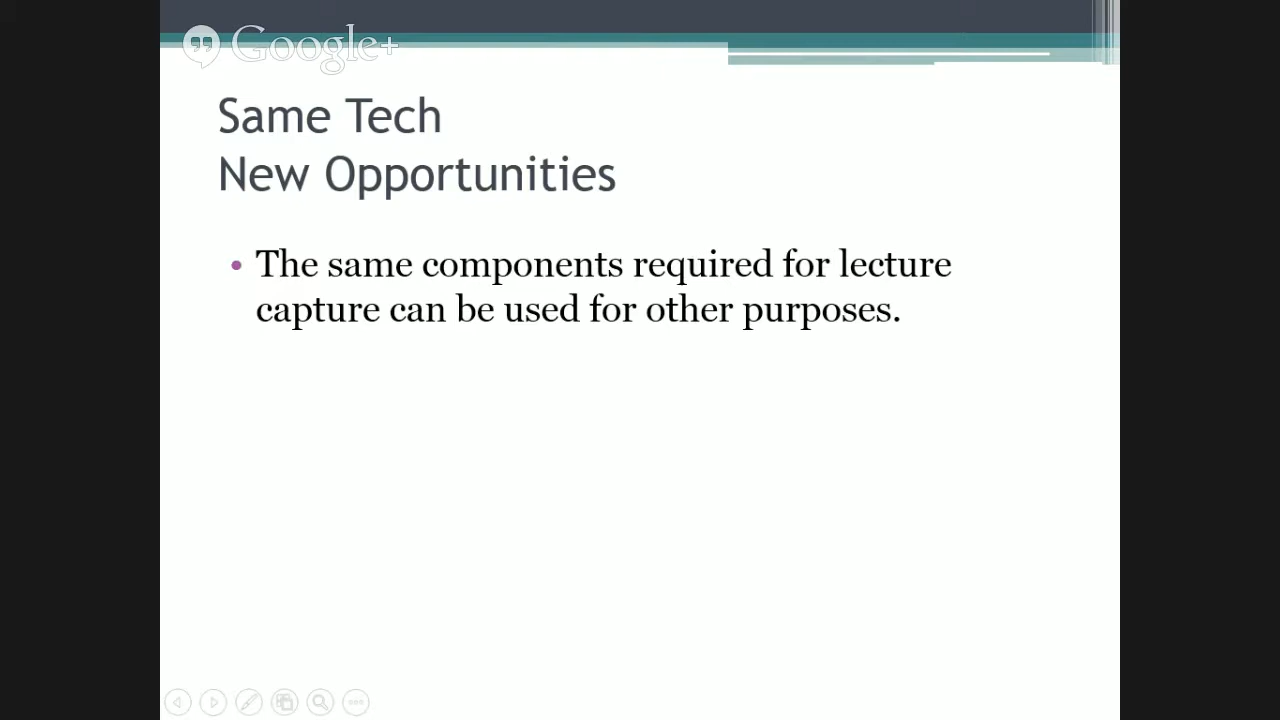 Google+
Same Tech
New Opportunities
• The same components required for lecture
capture can be used for other purposes.